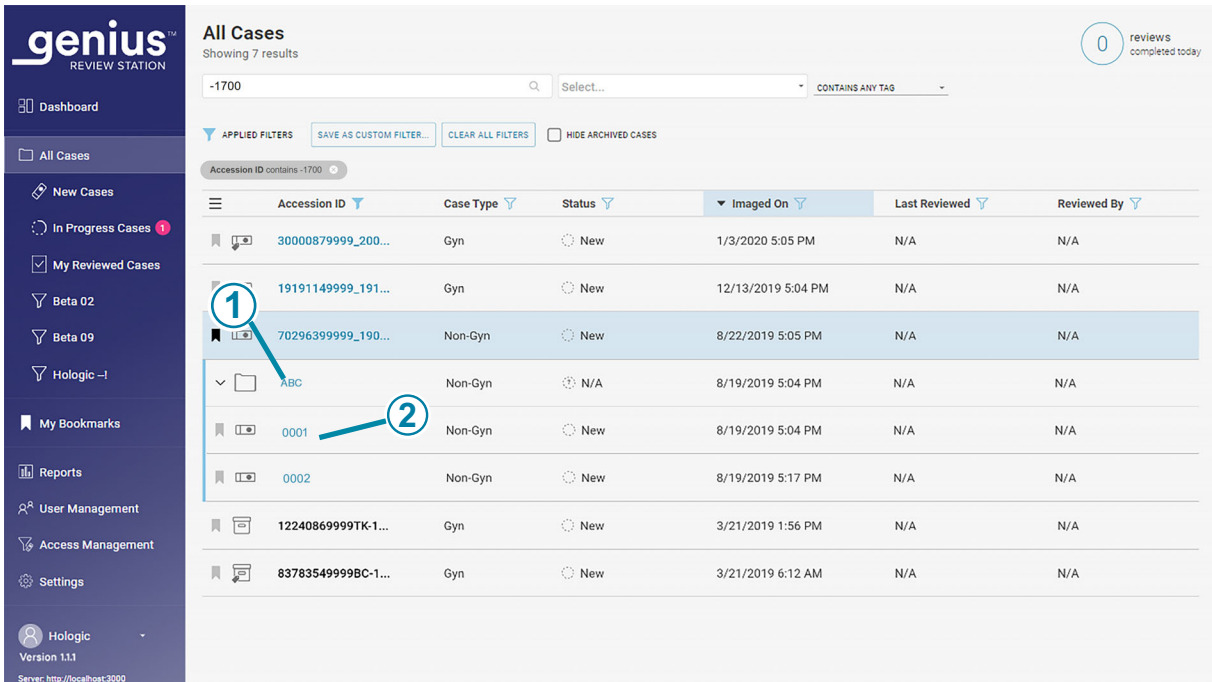 genius™
REVIEW STATION
Dashboard
All Cases
New Cases
In Progress Cases 1
My Reviewed Cases
Beta 02
Beta 09
Hologic –!
My Bookmarks
Reports
User Management
Access Management
Settings
Hologic
Version 1.1.1
Server: http://localhost:3000
All Cases
Showing 7 results
0 reviews
completed today
-1700 Select... CONTAINS ANY TAG
APPLIED FILTERS SAVE AS CUSTOM FILTER... CLEAR ALL FILTERS HIDE ARCHIVED CASES
Accession ID contains -1700
Accession ID Case Type Status Imaged On Last Reviewed Reviewed By
30000879999_200... Gyn New 1/3/2020 5:05 PM N/A N/A
19191149999_191... Gyn New 12/13/2019 5:04 PM N/A N/A
1
70296399999_190... Non-Gyn New 8/22/2019 5:05 PM N/A N/A
ABC Non-Gyn N/A 8/19/2019 5:04 PM N/A N/A
2
0001 Non-Gyn New 8/19/2019 5:04 PM N/A N/A
0002 Non-Gyn New 8/19/2019 5:17 PM N/A N/A
12240869999TK-1... Gyn New 3/21/2019 1:56 PM N/A N/A
83783549999BC-1... Gyn New 3/21/2019 6:12 AM N/A N/A